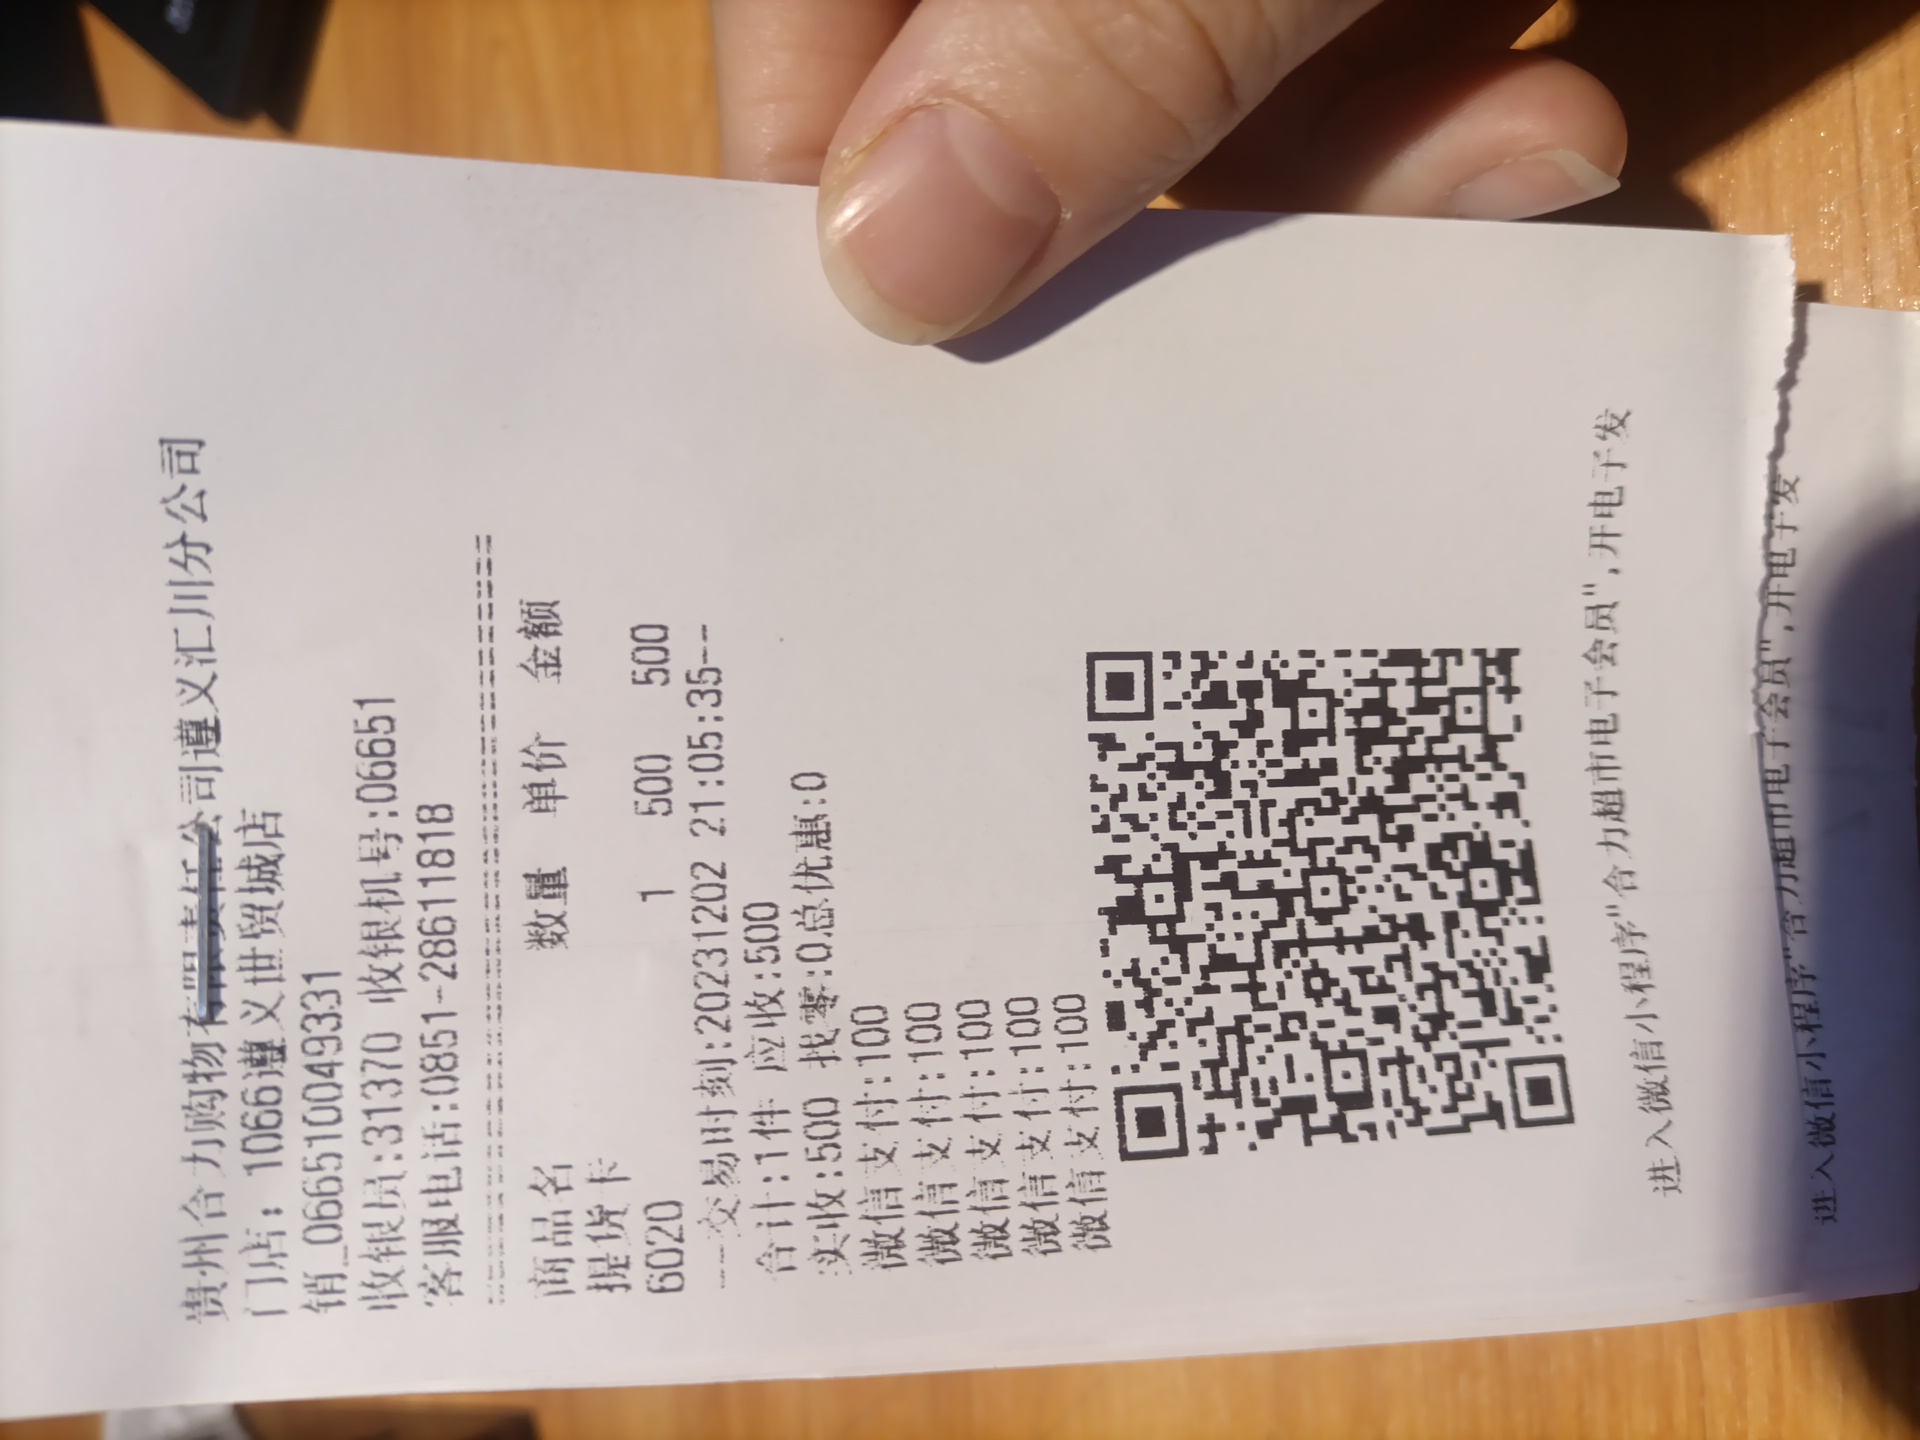 贵州合力购物有限责任公司遵义汇川分公司
门店: 1066遵义世贸城店
销_066510049331
收银员:31370 收银机号:06651
客服电话:0851-28611818
================================
商品名 数量 单价 金额
提货卡
6020 1 500 500
---交易时刻:20231202 21:05:35--
合计:1件 应收:500
实收:500 找零:0总优惠:0
微信支付:100
微信支付:100
微信支付:100
微信支付:100
微信支付:100
进入微信小程序"合力超市电子会员",开电子发
进入微信小程序"合力超市电子会员",开电子发